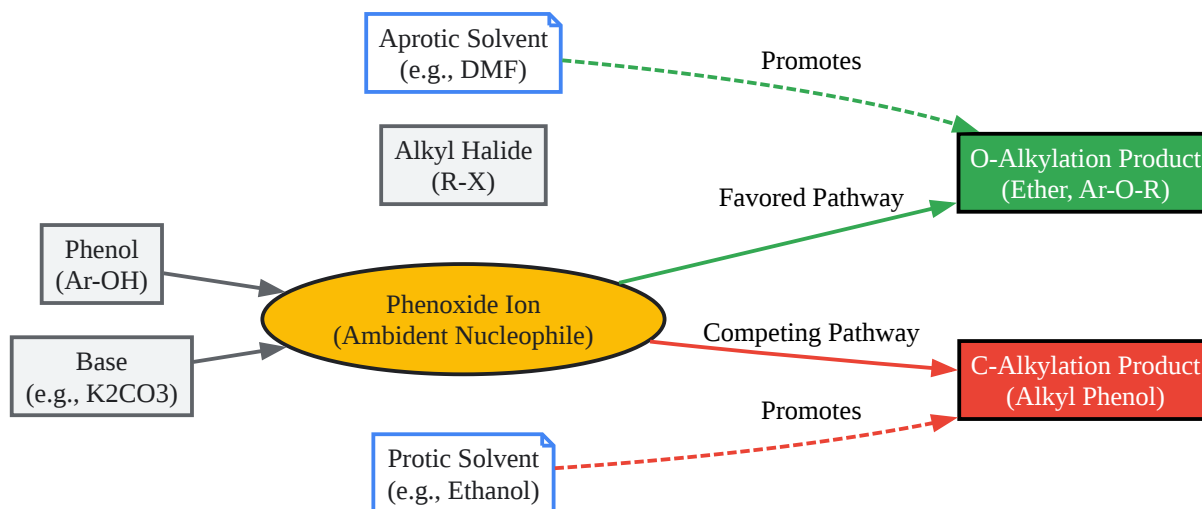 Aprotic Solvent
(e.g., DMF)
Promotes
Alkyl Halide
(R-X)
O-Alkylation Product
(Ether, Ar-O-R)
Favored Pathway
Phenol
(Ar-OH)
Phenoxide Ion
(Ambident Nucleophile)
Base
(e.g., K2CO3)
Competing Pathway
C-Alkylation Product
(Alkyl Phenol)
Promotes
Protic Solvent
(e.g., Ethanol)